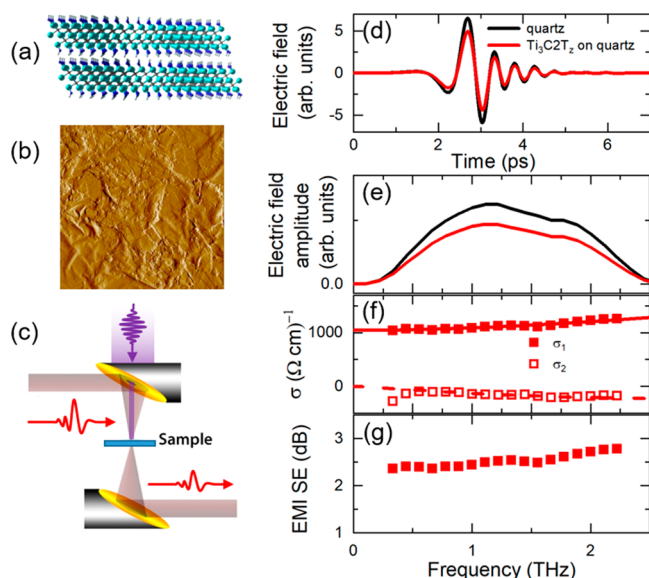 (a)
(b)
(c)
Sample
(d)
quartz
Ti₃C2T_z on quartz
Electric field
(arb. units)
5
0
-5
0 2 4 6
Time (ps)
(e)
Electric field
amplitude
(arb. units)
0.0
(f)
σ (Ω cm)⁻¹
1000
0
σ₁
σ₂
(g)
EMI SE (dB)
3
2
1
0 1 2
Frequency (THz)